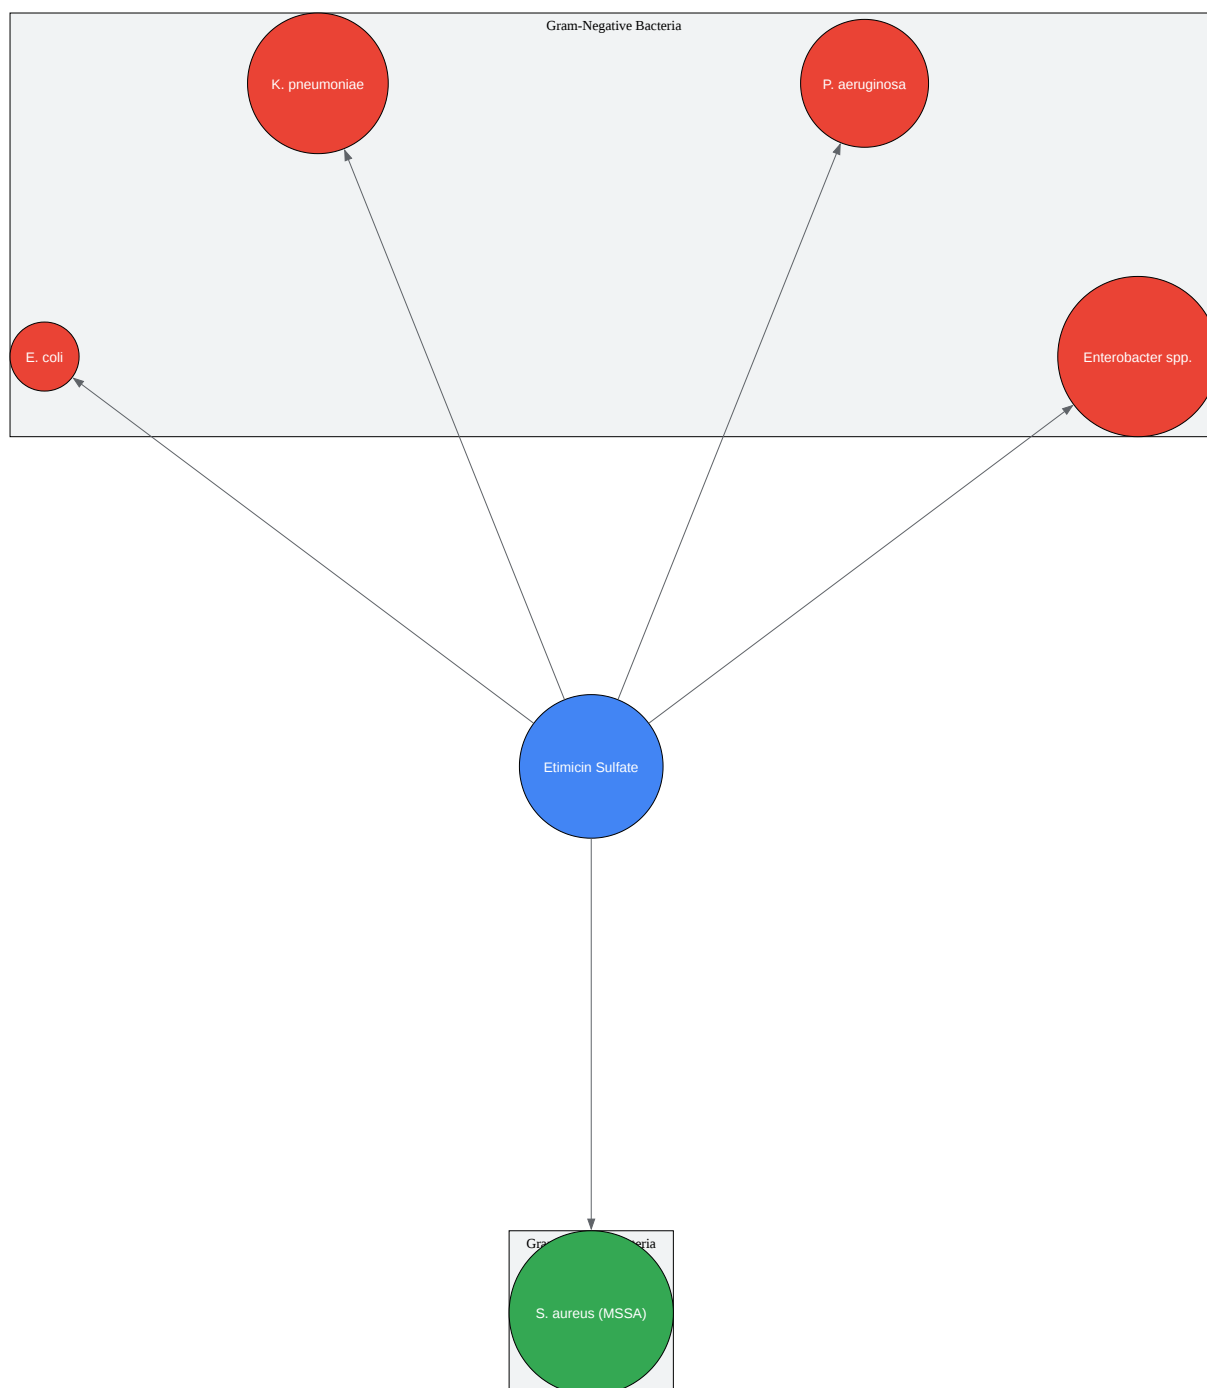 Gram-Negative Bacteria
K. pneumoniae
P. aeruginosa
E. coli
Enterobacter spp.
Etimicin Sulfate
S. aureus (MSSA)